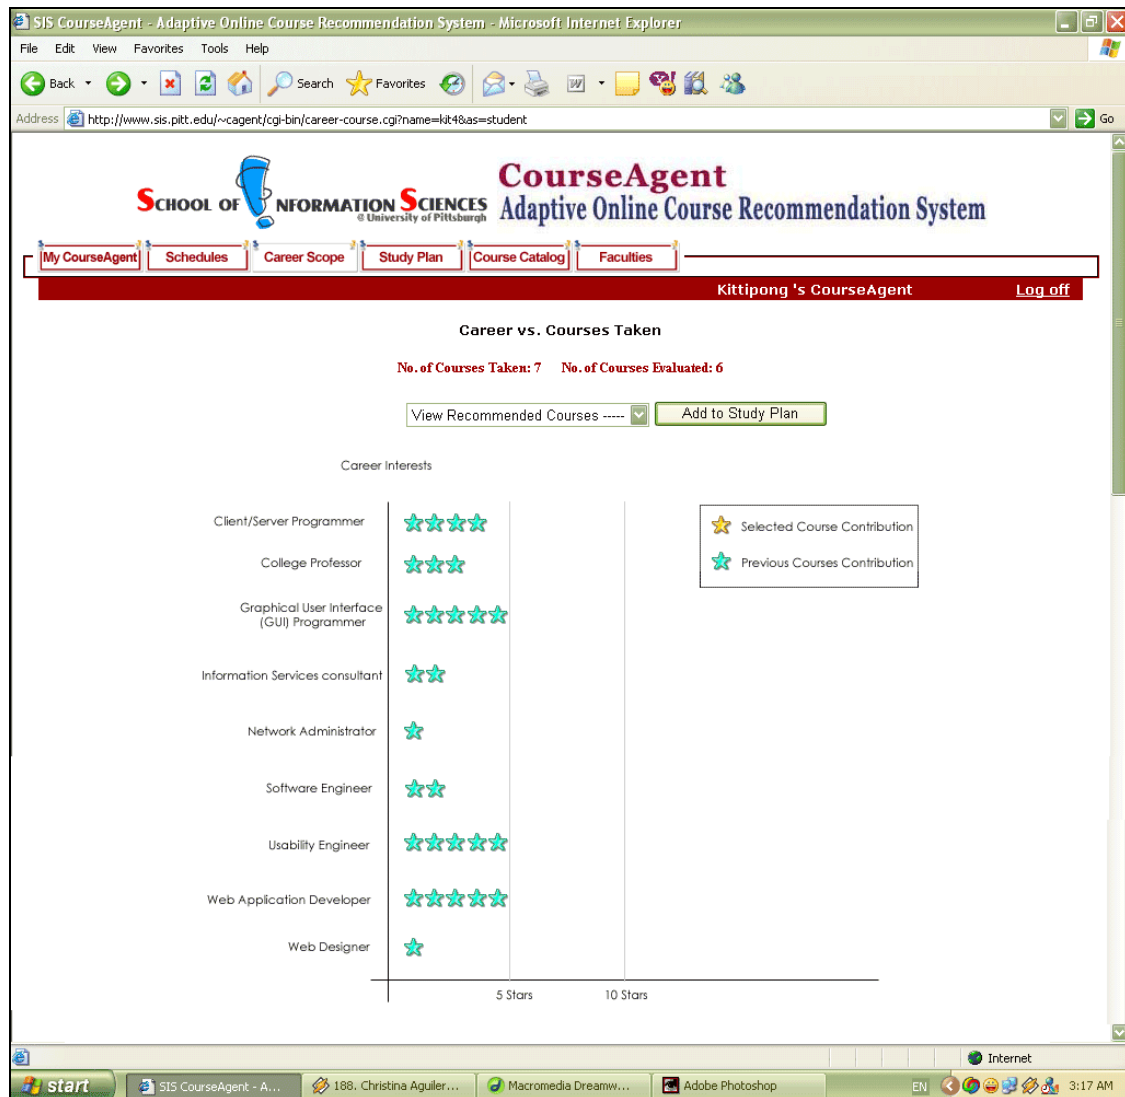 SIS CourseAgent - Adaptive Online Course Recommendation System - Microsoft Internet Explorer
File Edit View Favorites Tools Help
Back Search Favorites
Address http://www.sis.pitt.edu/~cagent/cgi-bin/career-course.cgi?name=kit4&as=student Go
CourseAgent
SCHOOL OF INFORMATION SCIENCES
@ University of Pittsburgh
Adaptive Online Course Recommendation System
My CourseAgent Schedules Career Scope Study Plan Course Catalog Faculties
Kittipong 's CourseAgent Log off
Career vs. Courses Taken
No. of Courses Taken: 7 No. of Courses Evaluated: 6
View Recommended Courses ----- Add to Study Plan
Career Interests
Client/Server Programmer
Selected Course Contribution
College Professor
Previous Courses Contribution
Graphical User Interface
(GUI) Programmer
Information Services consultant
Network Administrator
Software Engineer
Usability Engineer
Web Application Developer
Web Designer
5 Stars 10 Stars
Internet
start SIS CourseAgent - A... 188. Christina Aguiler... Macromedia Dreamw... Adobe Photoshop EN 3:17 AM